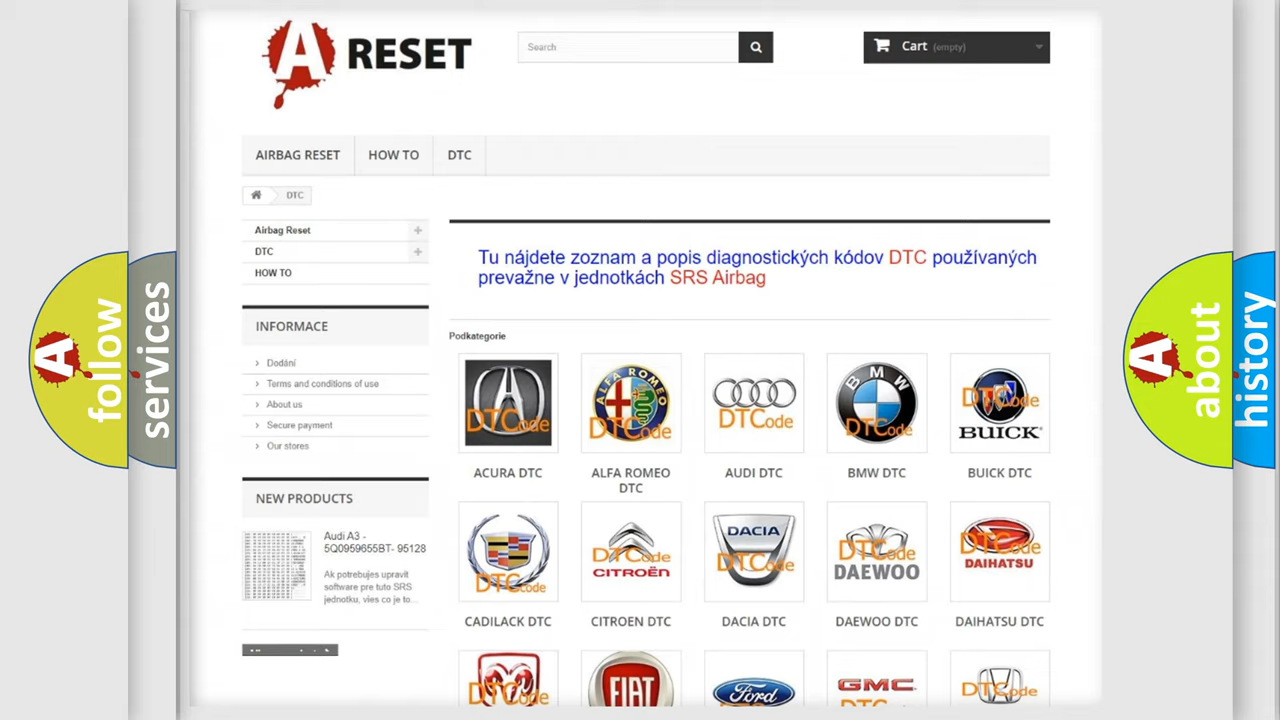 A RESET
Search
Cart (empty)
AIRBAG RESET
HOW TO
DTC
DTC
Airbag Reset
DTC
HOW TO
Tu nájdete zoznam a popis diagnostických kódov DTC používaných
prevažne v jednotkách SRS Airbag
INFORMACE
Dodání
Terms and conditions of use
About us
Secure payment
Our stores
NEW PRODUCTS
Audi A3 -
5Q0959655BT- 95128
Ak potrebujes upravit
software pre tuto SRS
jednotku, vies co je to...
Podkategorie
DTCode
ALFA ROMEO
DTCode
DTCode
BMW
DTCode
DTCode
BUICK
ACURA DTC
ALFA ROMEO
DTC
AUDI DTC
BMW DTC
BUICK DTC
DTCode
DTCode
CITROËN
DACIA
DTCode
DTCode
DAEWOO
DTCode
DAIHATSU
CADILACK DTC
CITROEN DTC
DACIA DTC
DAEWOO DTC
DAIHATSU DTC
DTCode
FIAT
Ford
GMC
DTCode
A follow
services
A about
history